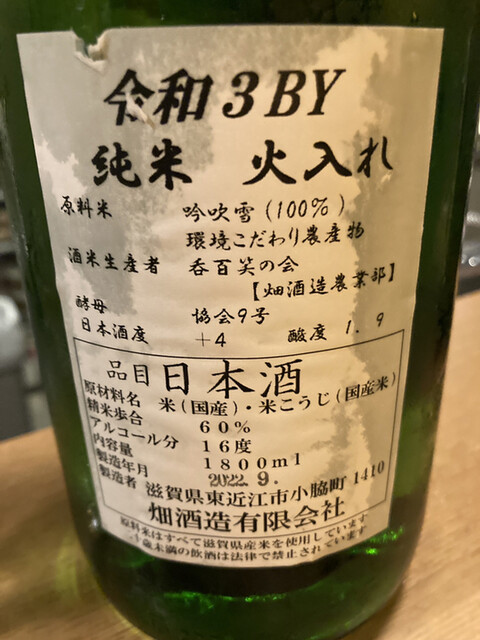 令和3BY
純米 火入れ
原料米 吟吹雪(100%)
環境こだわり農産物
酒米生産者 呑百笑の会
【畑酒造農業部】
酵母 協会9号
日本酒度 +4 酸度 1.9
品目 日本酒
原材料名 米(国産)・米こうじ(国産米)
精米歩合 60%
アルコール分 16度
内容量 1800ml
製造年月 2022.9.
製造者 滋賀県東近江市小脇町1410
畑酒造有限会社
原料米はすべて滋賀県産米を使用しています
二十歳未満の飲酒は法律で禁止されています